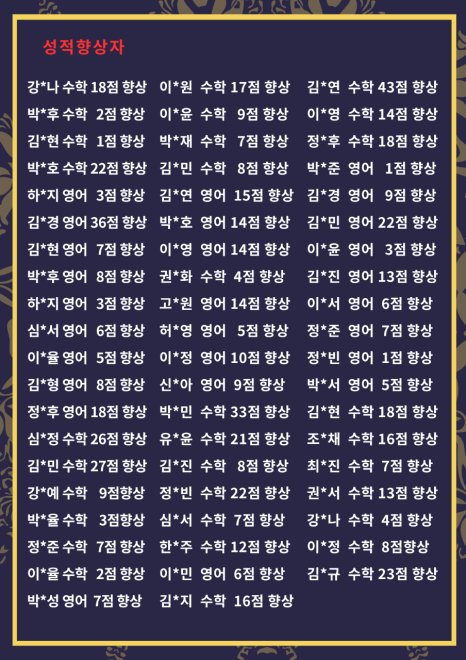 성적향상자
강*나 수학 18점 향상 이*원 수학 17점 향상 김*연 수학 43점 향상
박*후 수학 2점 향상 이*윤 수학 9점 향상 이*영 수학 14점 향상
김*현 수학 1점 향상 박*재 수학 7점 향상 정*후 수학 18점 향상
박*호 수학 22점 향상 김*민 수학 8점 향상 박*준 영어 1점 향상
하*지 영어 3점 향상 김*연 영어 15점 향상 김*경 영어 9점 향상
김*경 영어 36점 향상 박*호 영어 14점 향상 김*민 영어 22점 향상
김*현 영어 7점 향상 이*영 영어 14점 향상 이*윤 영어 3점 향상
박*후 영어 8점 향상 권*화 수학 4점 향상 김*진 영어 13점 향상
하*지 영어 3점 향상 고*원 영어 14점 향상 이*서 영어 6점 향상
심*서 영어 6점 향상 허*영 영어 5점 향상 정*준 영어 7점 향상
이*율 영어 5점 향상 이*정 영어 10점 향상 정*빈 영어 1점 향상
김*형 영어 8점 향상 신*아 영어 9점 향상 박*서 영어 5점 향상
정*후 영어 18점 향상 박*민 수학 33점 향상 김*현 수학 18점 향상
심*정 수학 26점 향상 유*윤 수학 21점 향상 조*채 수학 16점 향상
김*민 수학 27점 향상 김*진 수학 8점 향상 최*진 수학 7점 향상
강*예 수학 9점향상 정*빈 수학 22점 향상 권*서 수학 13점 향상
박*율 수학 3점향상 심*서 수학 7점 향상 강*나 수학 4점 향상
정*준 수학 7점 향상 한*주 수학 12점 향상 이*정 수학 8점향상
이*율 수학 2점 향상 이*민 영어 6점 향상 김*규 수학 23점 향상
박*성 영어 7점 향상 김*지 수학 16점 향상